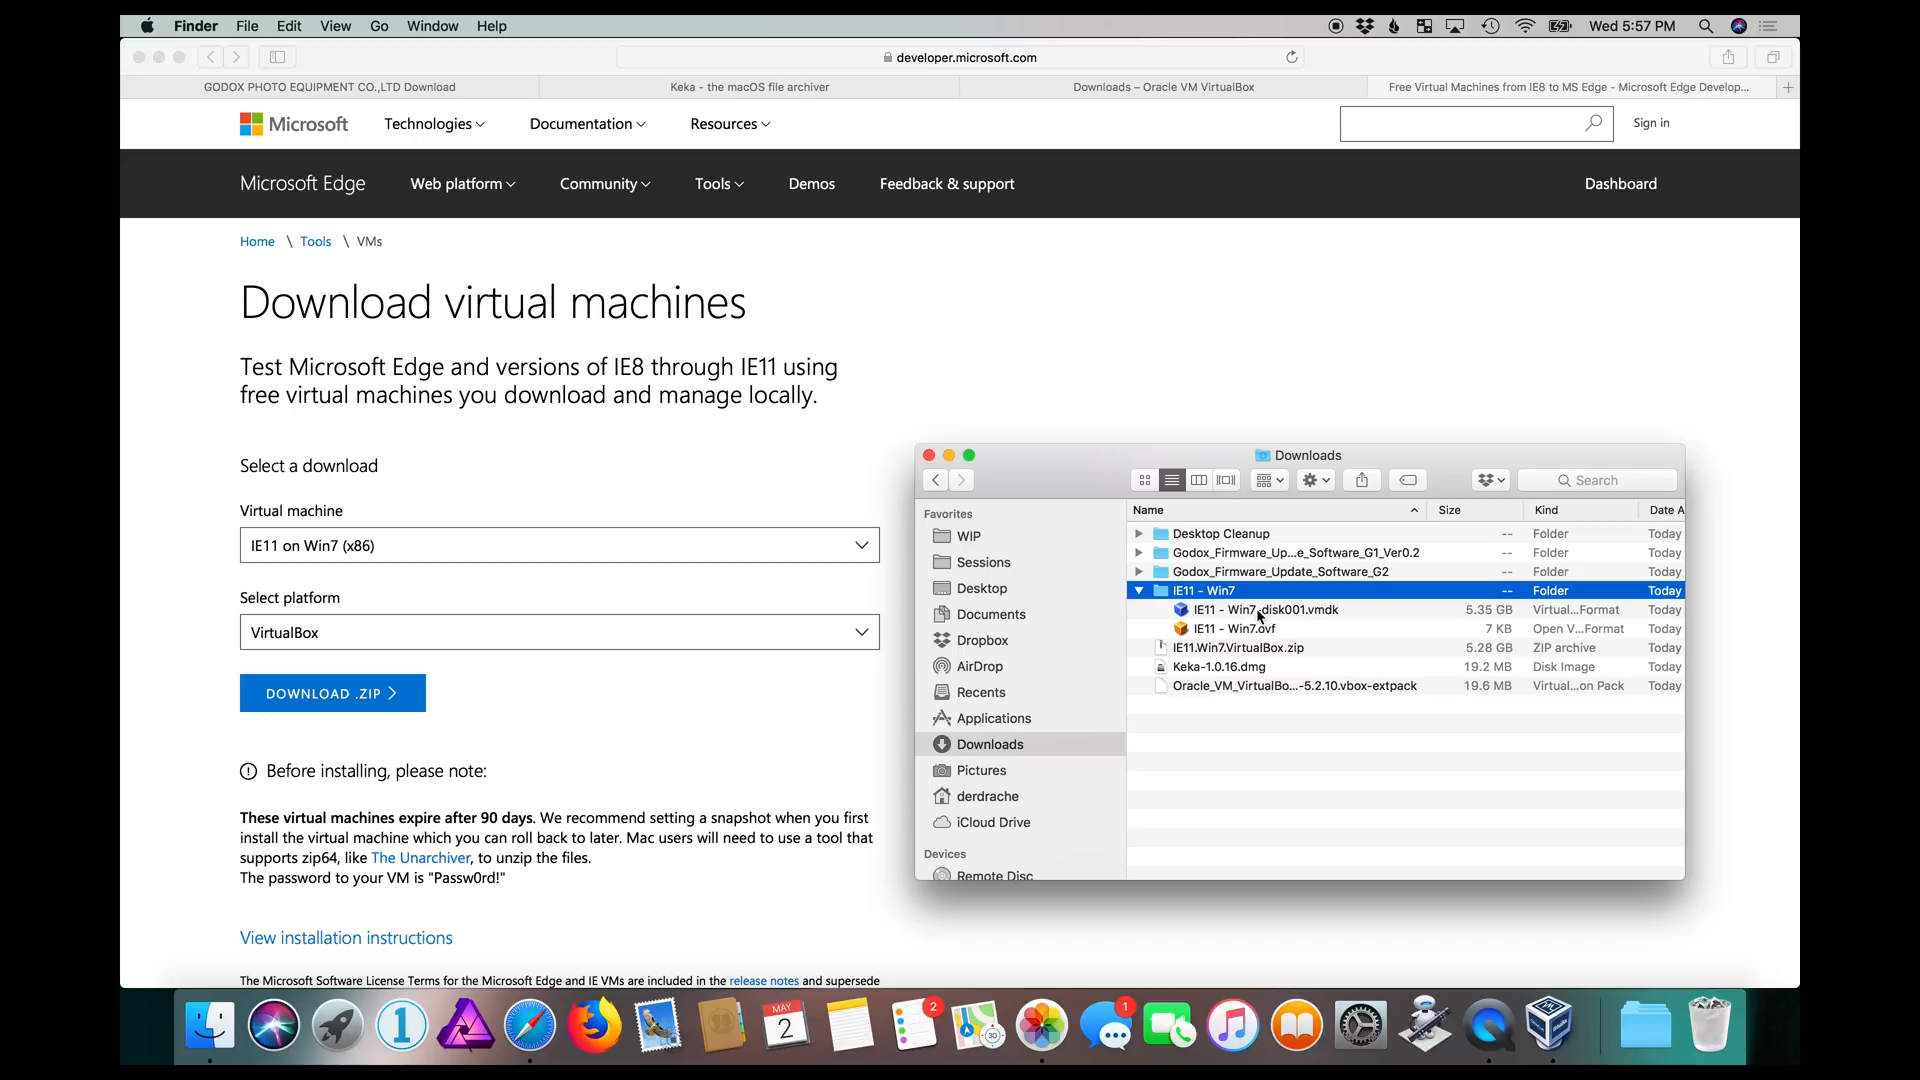 Finder File Edit View Go Window Help Wed 5:57 PM
developer.microsoft.com
GODOX PHOTO EQUIPMENT CO.,LTD Download Keka - the macOS file archiver Downloads – Oracle VM VirtualBox Free Virtual Machines from IE8 to MS Edge - Microsoft Edge Develop...
Microsoft Technologies Documentation Resources Sign in
Microsoft Edge Web platform Community Tools Demos Feedback & support Dashboard
Home \ Tools \ VMs
Download virtual machines
Test Microsoft Edge and versions of IE8 through IE11 using
free virtual machines you download and manage locally.
Select a download
Virtual machine
IE11 on Win7 (x86)
Select platform
VirtualBox
DOWNLOAD .ZIP
Before installing, please note:
These virtual machines expire after 90 days. We recommend setting a snapshot when you first
install the virtual machine which you can roll back to later. Mac users will need to use a tool that
supports zip64, like The Unarchiver, to unzip the files.
The password to your VM is "Passw0rd!"
View installation instructions
The Microsoft Software License Terms for the Microsoft Edge and IE VMs are included in the release notes and supersede
Downloads
Search
Favorites
WIP
Sessions
Desktop
Documents
Dropbox
AirDrop
Recents
Applications
Downloads
Pictures
derdrache
iCloud Drive
Devices
Remote Disc
Name Size Kind Date A
Desktop Cleanup -- Folder Today
Godox_Firmware_Up...e_Software_G1_Ver0.2 -- Folder Today
Godox_Firmware_Update_Software_G2 -- Folder Today
IE11 - Win7 -- Folder Today
IE11 - Win7-disk001.vmdk 5.35 GB Virtual...Format Today
IE11 - Win7.ovf 7 KB Open V...Format Today
IE11.Win7.VirtualBox.zip 5.28 GB ZIP archive Today
Keka-1.0.16.dmg 19.2 MB Disk Image Today
Oracle_VM_VirtualBo...-5.2.10.vbox-extpack 19.6 MB Virtual...on Pack Today
1 MAY 2 2 3D 1